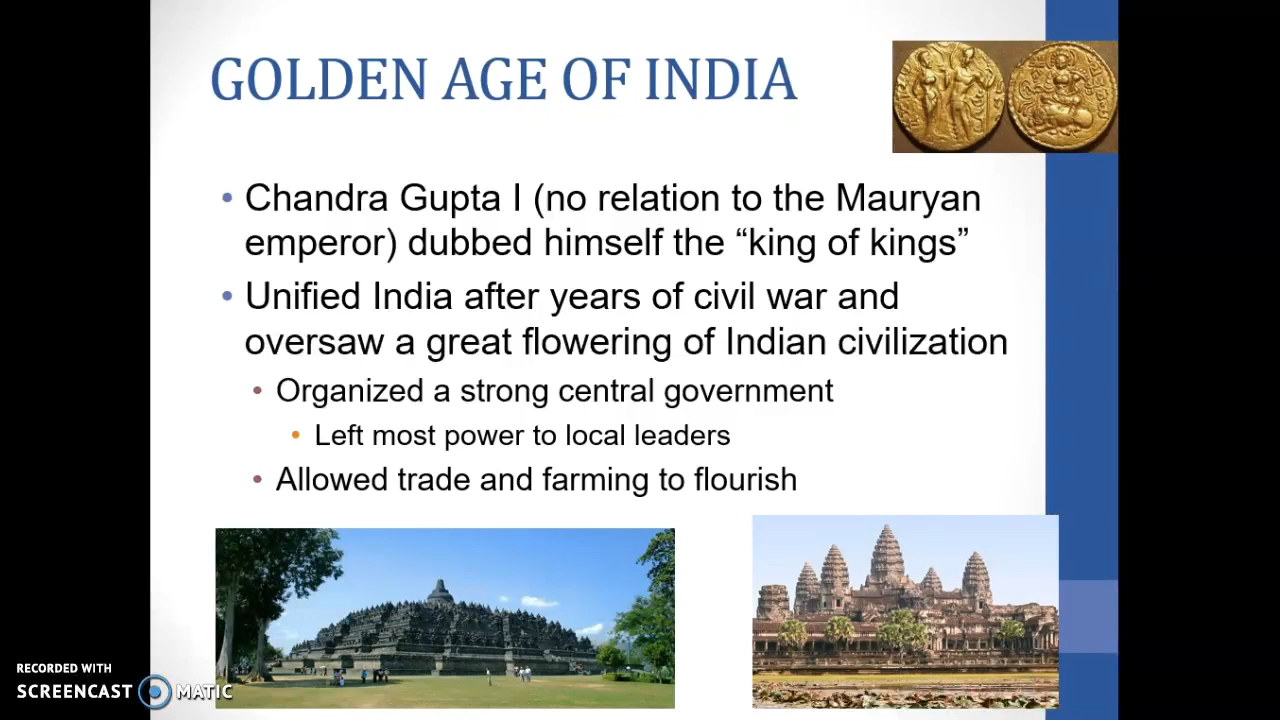 GOLDEN AGE OF INDIA
• Chandra Gupta I (no relation to the Mauryan
emperor) dubbed himself the “king of kings”
• Unified India after years of civil war and
oversaw a great flowering of Indian civilization
• Organized a strong central government
• Left most power to local leaders
• Allowed trade and farming to flourish
RECORDED WITH
SCREENCAST MATIC